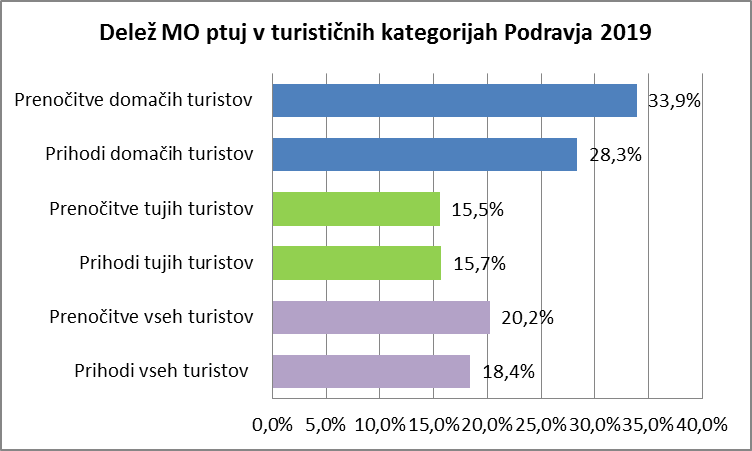 Delež MO ptuj v turističnih kategorijah Podravja 2019
Prenočitve domačih turistov 33,9%
Prihodi domačih turistov 28,3%
Prenočitve tujih turistov 15,5%
Prihodi tujih turistov 15,7%
Prenočitve vseh turistov 20,2%
Prihodi vseh turistov 18,4%
0,0% 5,0% 10,0% 15,0% 20,0% 25,0% 30,0% 35,0% 40,0%